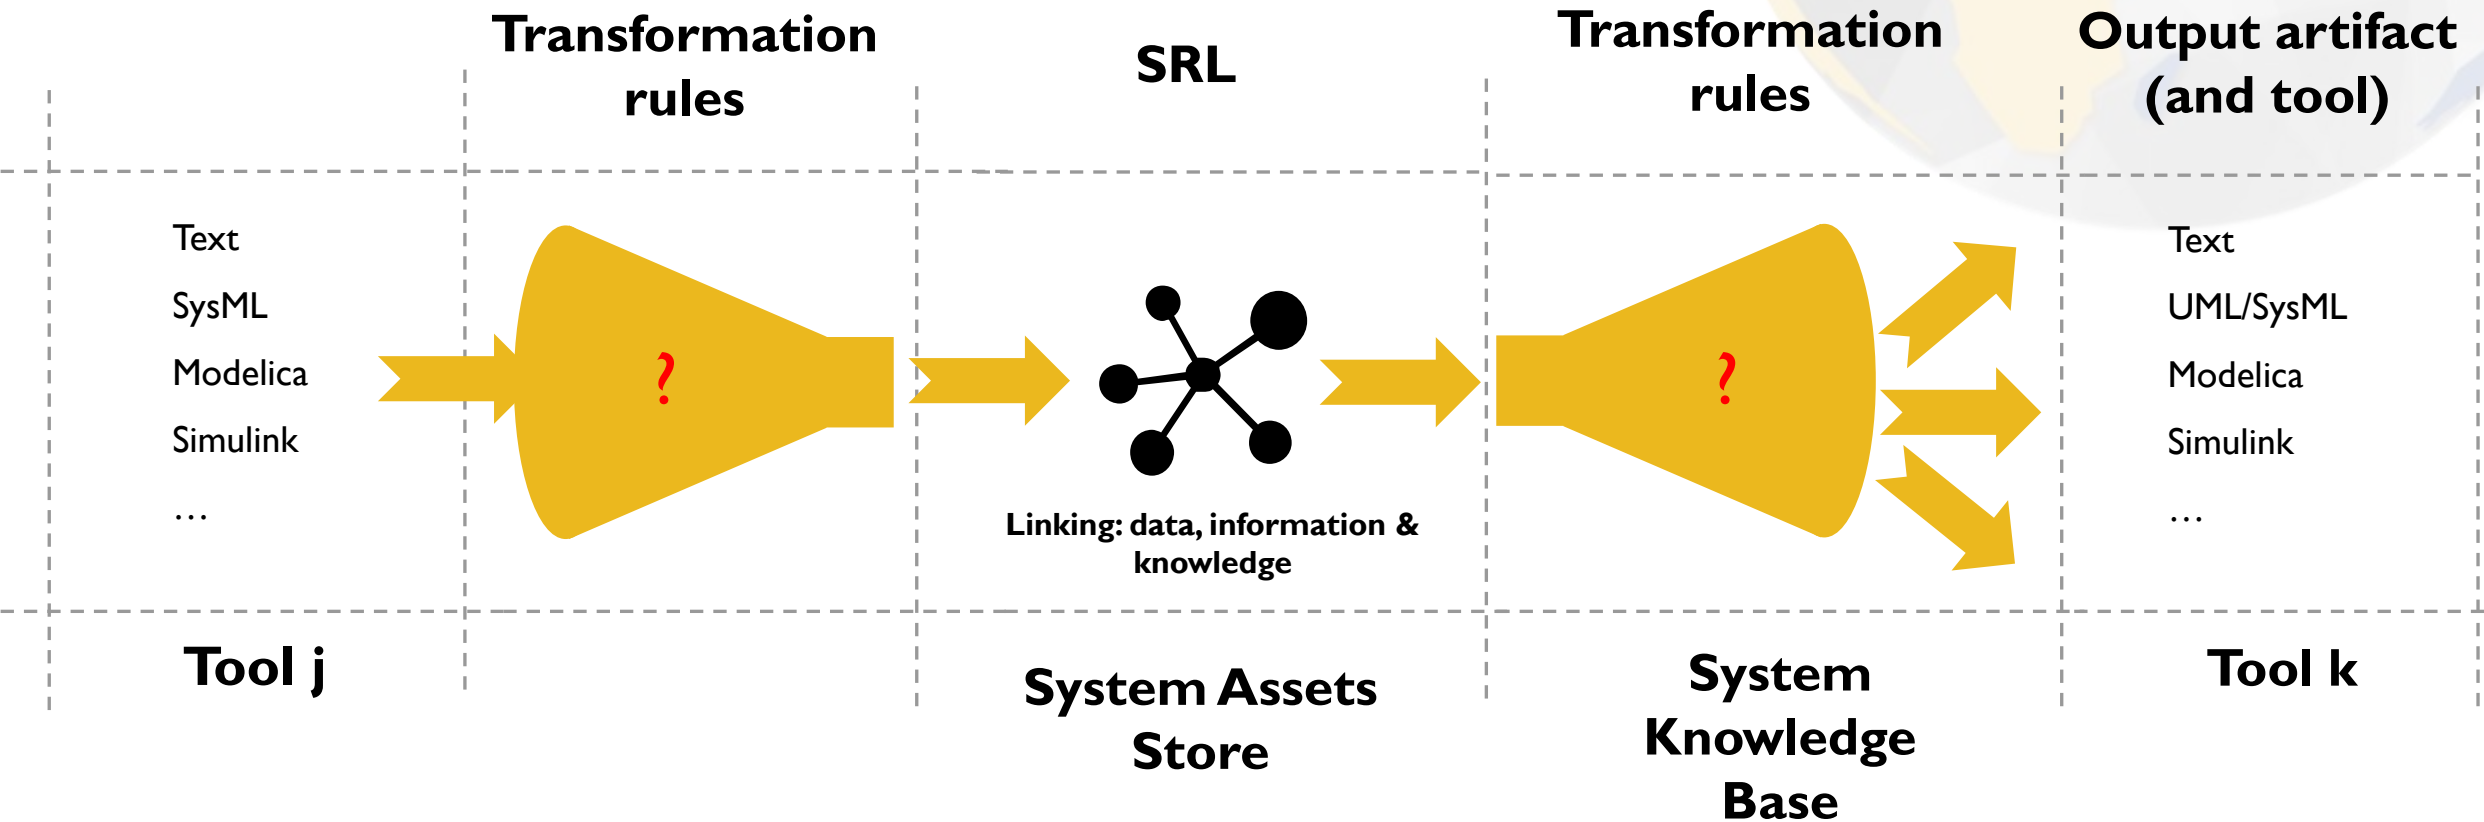 Transformation
rules
SRL
Transformation
rules
Output artifact
(and tool)
Text
SysML
Modelica
Simulink
…
?
Linking: data, information &
knowledge
?
Text
UML/SysML
Modelica
Simulink
…
Tool j
System Assets
Store
System
Knowledge
Base
Tool k